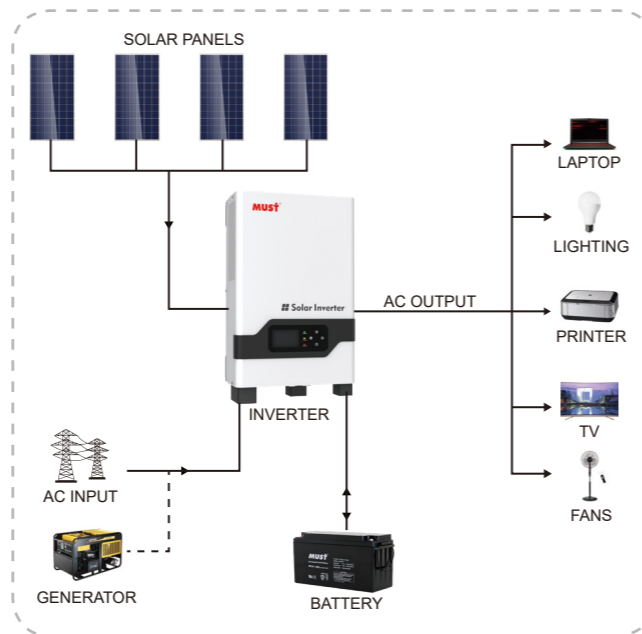 SOLAR PANELS
MUST
Solar Inverter
INVERTER
AC OUTPUT
LAPTOP
LIGHTING
PRINTER
TV
FANS
AC INPUT
GENERATOR
MUST
BATTERY